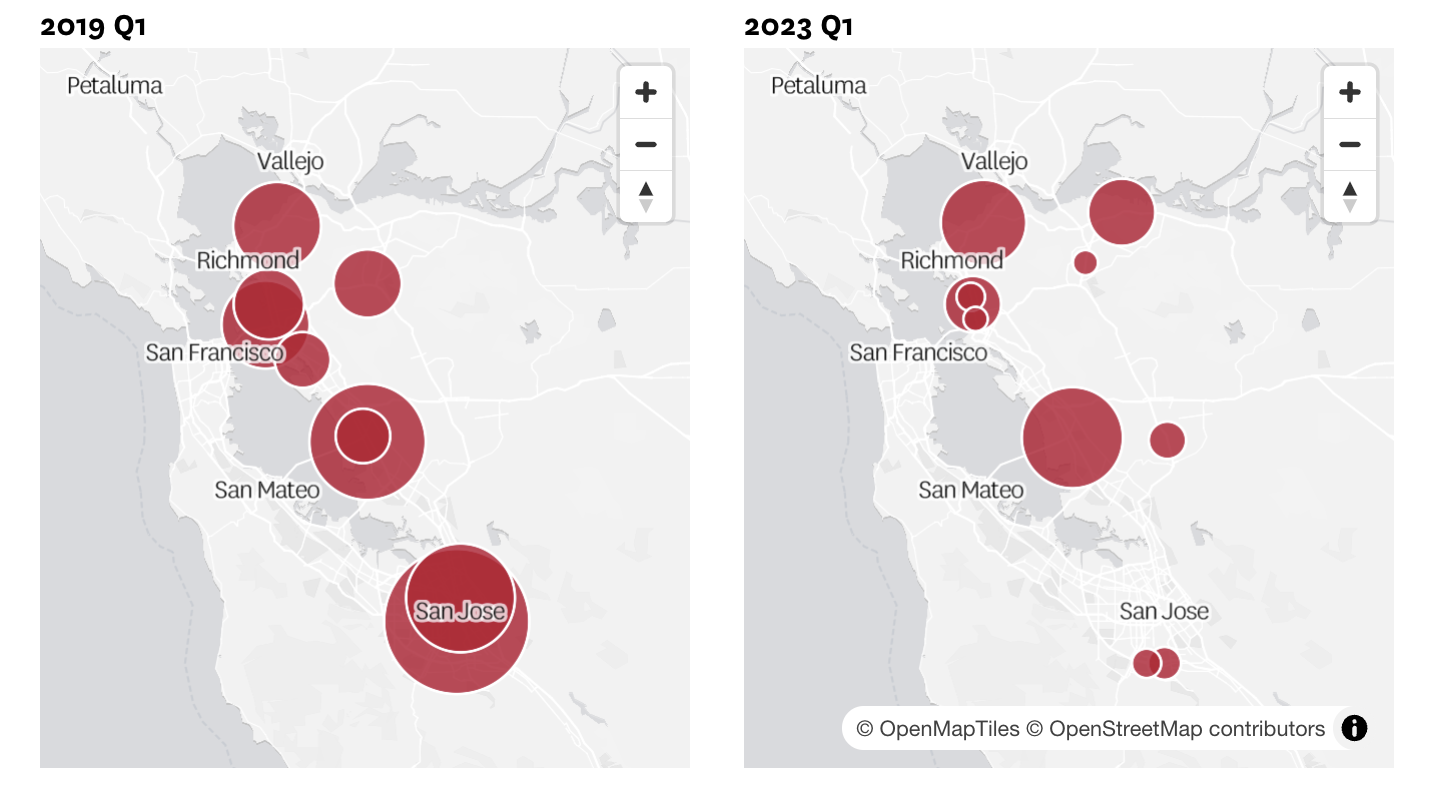 2019 Q1
Petaluma
Vallejo
Richmond
San Francisco
San Mateo
San Jose
2023 Q1
Petaluma
Vallejo
Richmond
San Francisco
San Mateo
San Jose
© OpenMapTiles © OpenStreetMap contributors